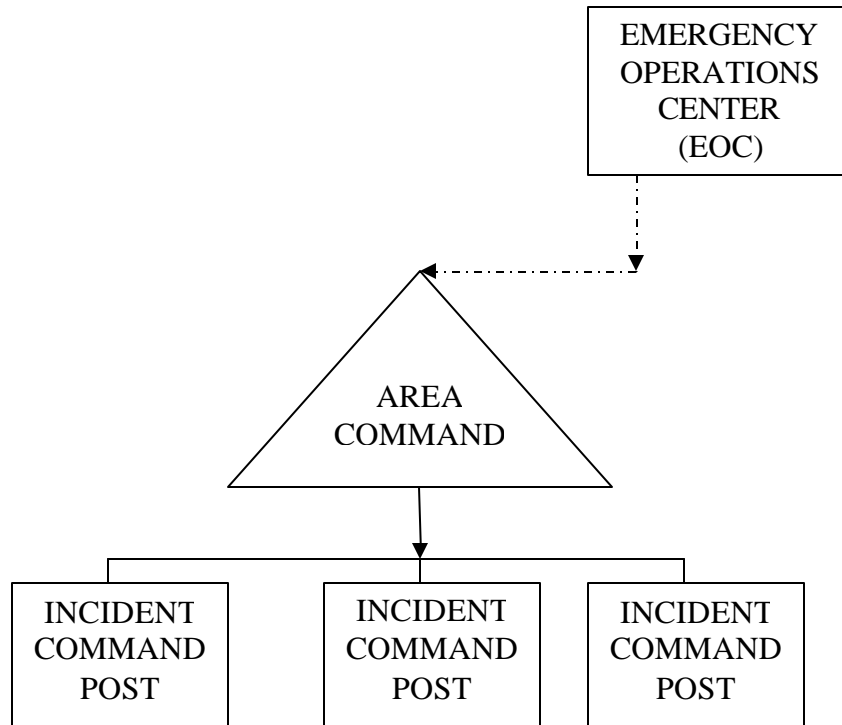 EMERGENCY
OPERATIONS
CENTER
(EOC)
AREA
COMMAND
INCIDENT
COMMAND
POST
INCIDENT
COMMAND
POST
INCIDENT
COMMAND
POST